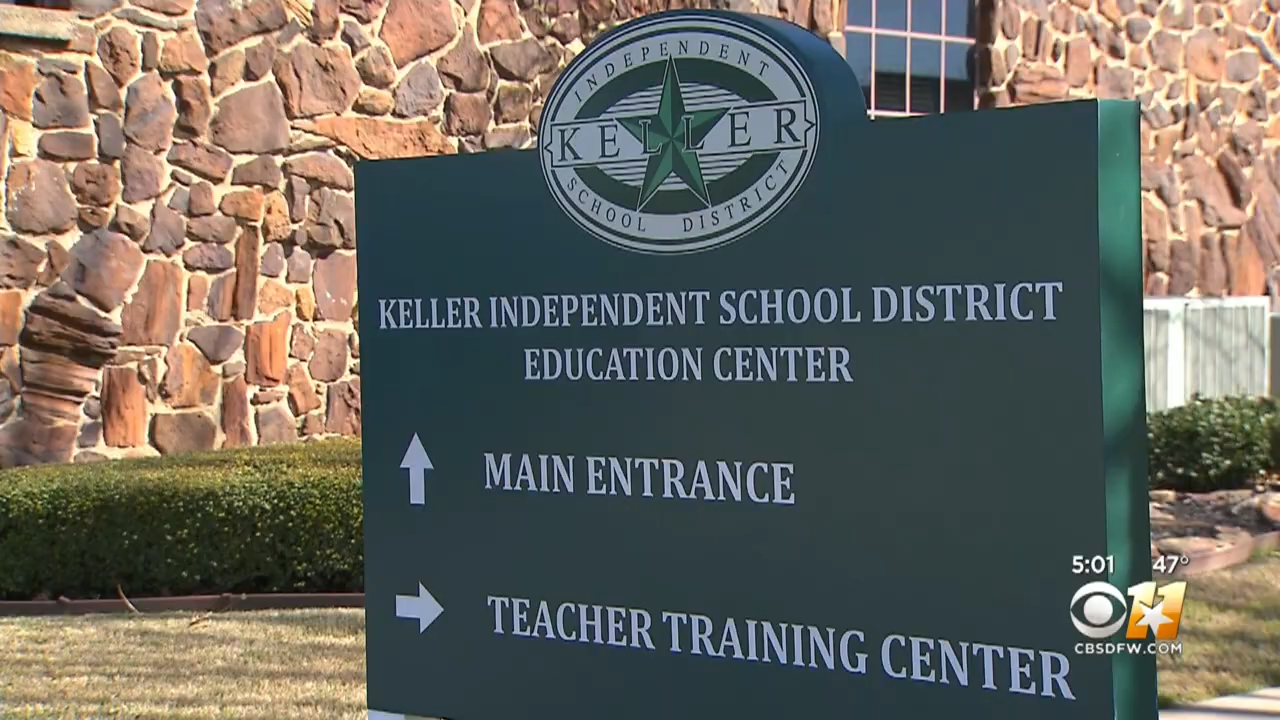 INDEPENDENT
KELLER
SCHOOL DISTRICT
KELLER INDEPENDENT SCHOOL DISTRICT
EDUCATION CENTER
MAIN ENTRANCE
TEACHER TRAINING CENTER
5:01 47°
11
CBSDFW.COM